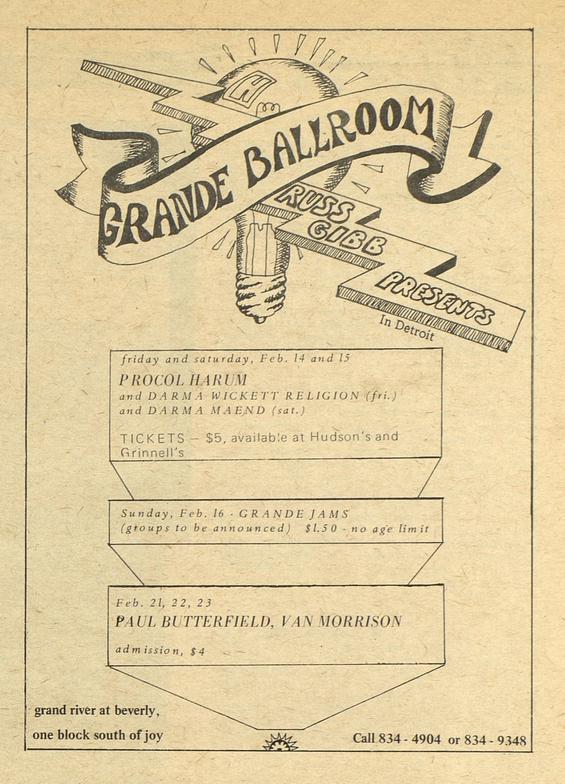 GRANDE BALLROOM
RUSS
GIBB
PRESENTS
In Detroit
friday and saturday, Feb. 14 and 15
PROCOL HARUM
and DARMA WICKETT RELIGION (fri.)
and DARMA MAEND (sat.)
TICKETS — $5, available at Hudson's and
Grinnell's
Sunday, Feb. 16 - GRANDE JAMS
(groups to be announced) $1.50 - no age limit
Feb. 21, 22, 23
PAUL BUTTERFIELD, VAN MORRISON
admission, $4
grand river at beverly,
one block south of joy
Call 834 - 4904 or 834 - 9348